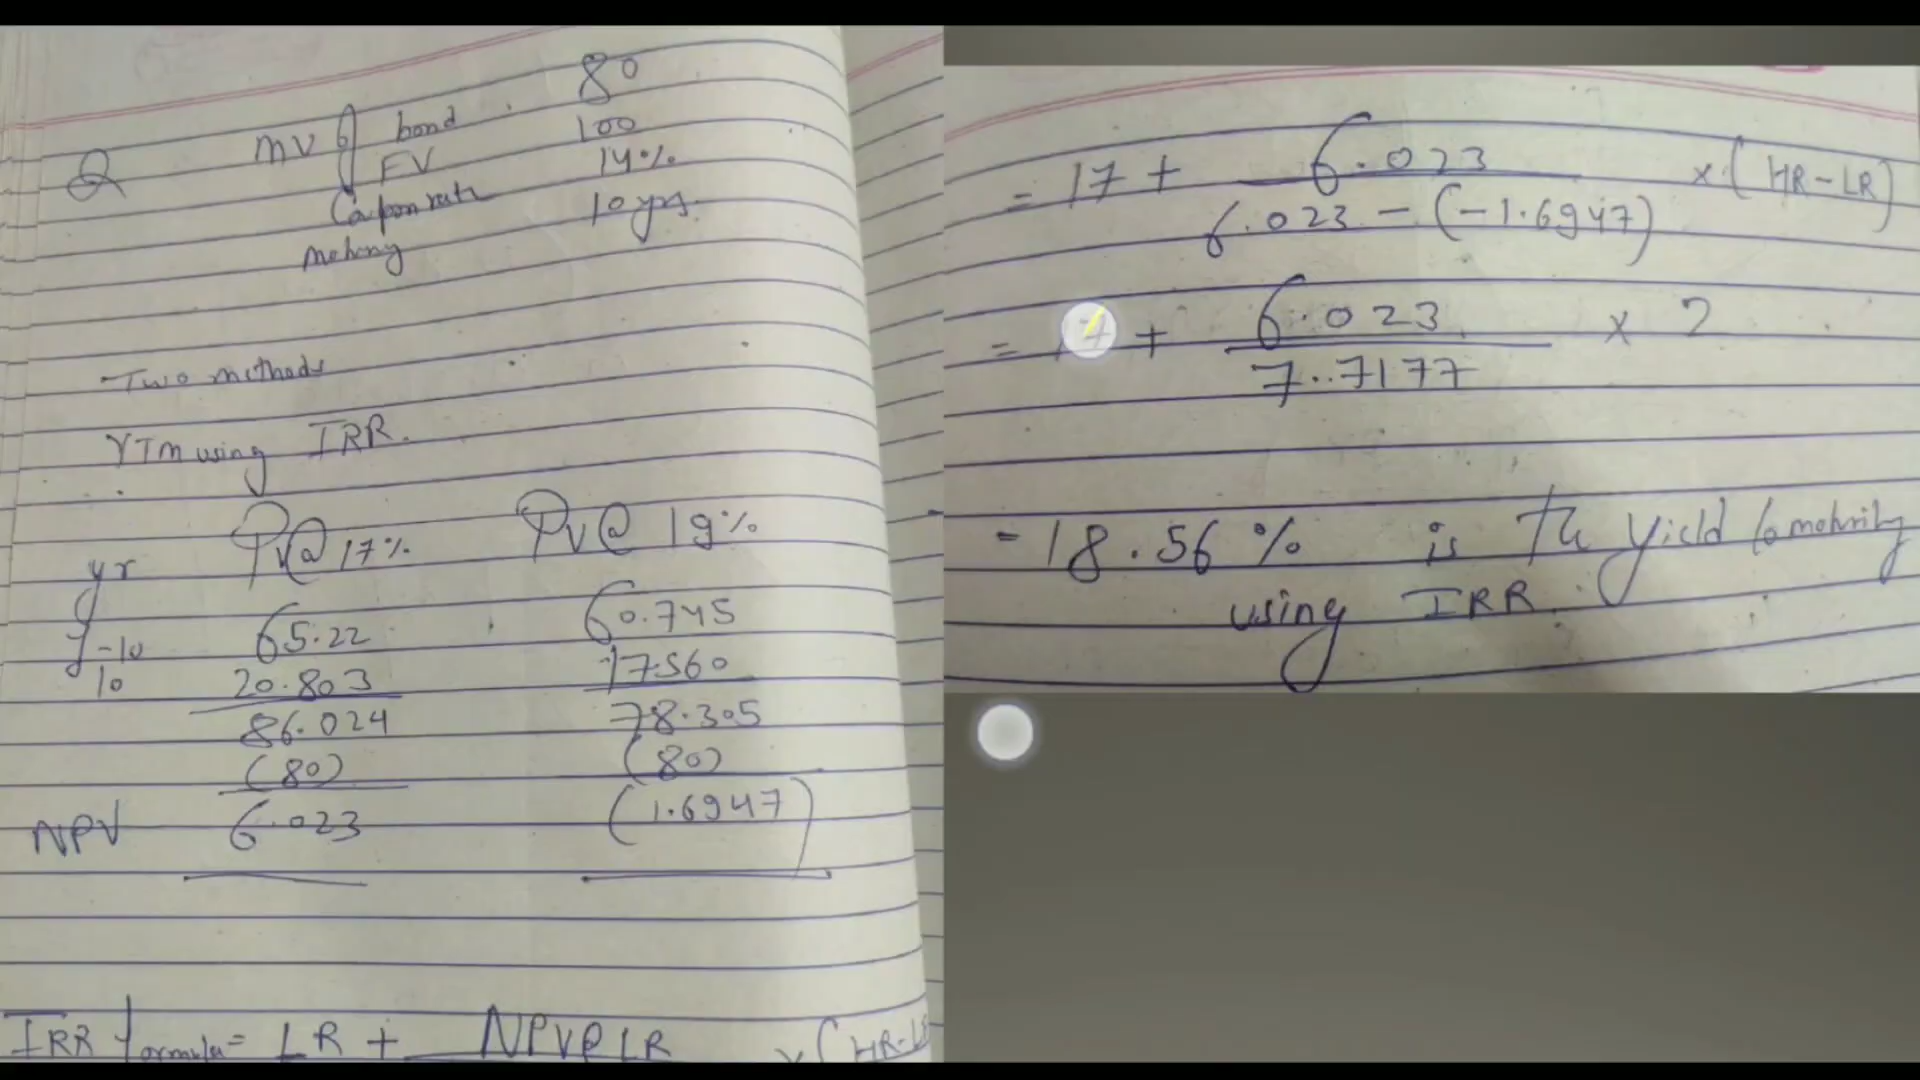 Q MV of bond 80
FV 100
Coupon rate 14%
Maturity 10 yrs.
Two methods
YTM using IRR.
yr PV@ 17% PV@ 19%
1-10 65.22 60.745
10 20.803 17.560
86.024 78.305
(80) (80)
NPV 6.023 (1.6947)
IRR formula = LR + NPV@LR × (HR-LR
= 17 + 6.023 × (HR-LR)
6.023 - (-1.6947)
= 17 + 6.023 × 2
7..7177
= 18.56 % is the yield to maturity
using IRR.